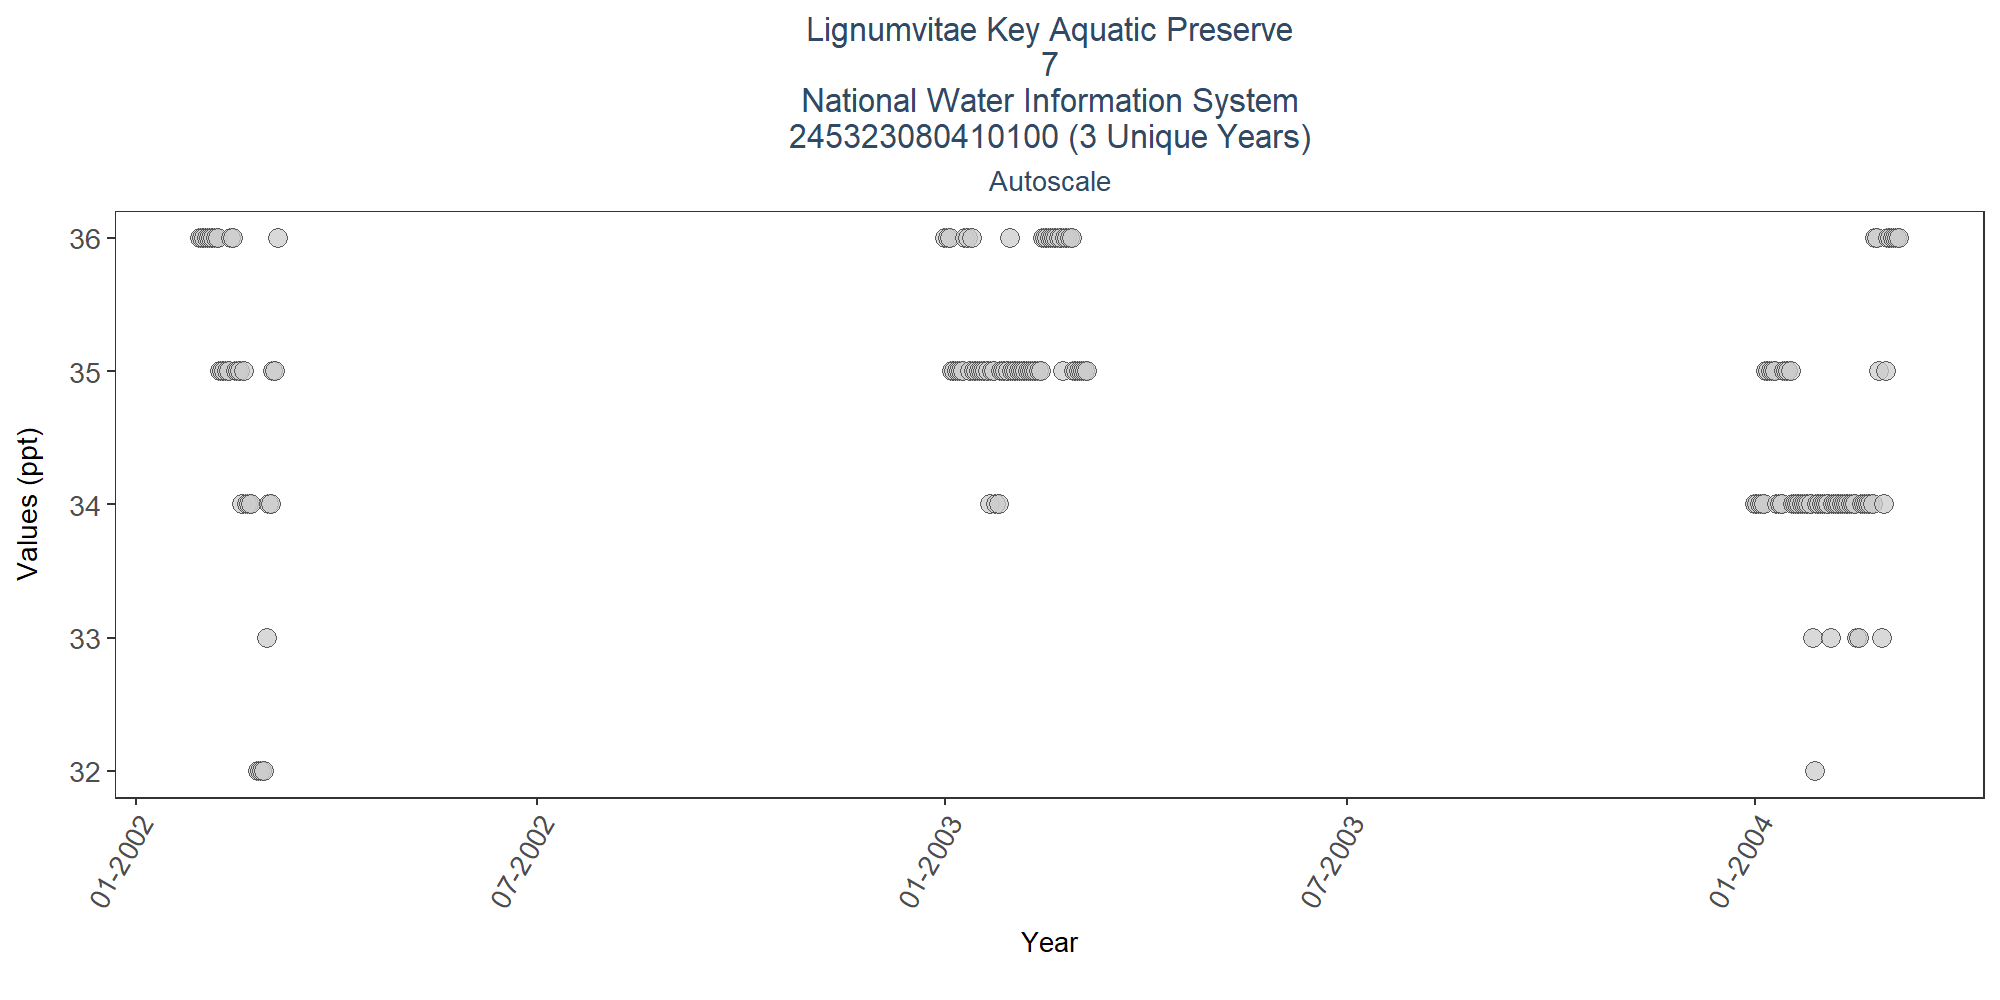 Lignumvitae Key Aquatic Preserve
7
National Water Information System
245323080410100 (3 Unique Years)
Autoscale
36
35
34
33
32
Values (ppt)
01-2002
07-2002
01-2003
07-2003
01-2004
Year